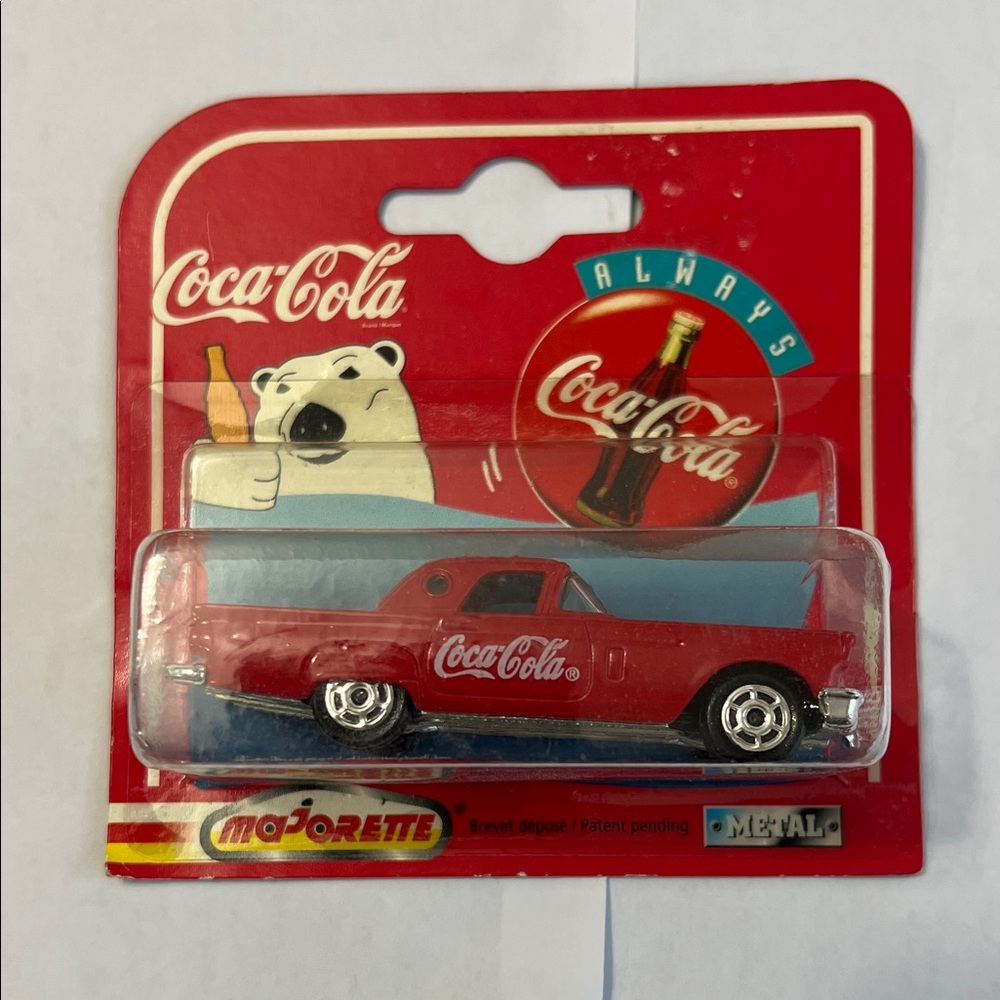 Coca-Cola®
ALWAYS
Coca-Cola®
Coca-Cola®
MAJORETTE®
Brevet déposé / Patent pending
METAL